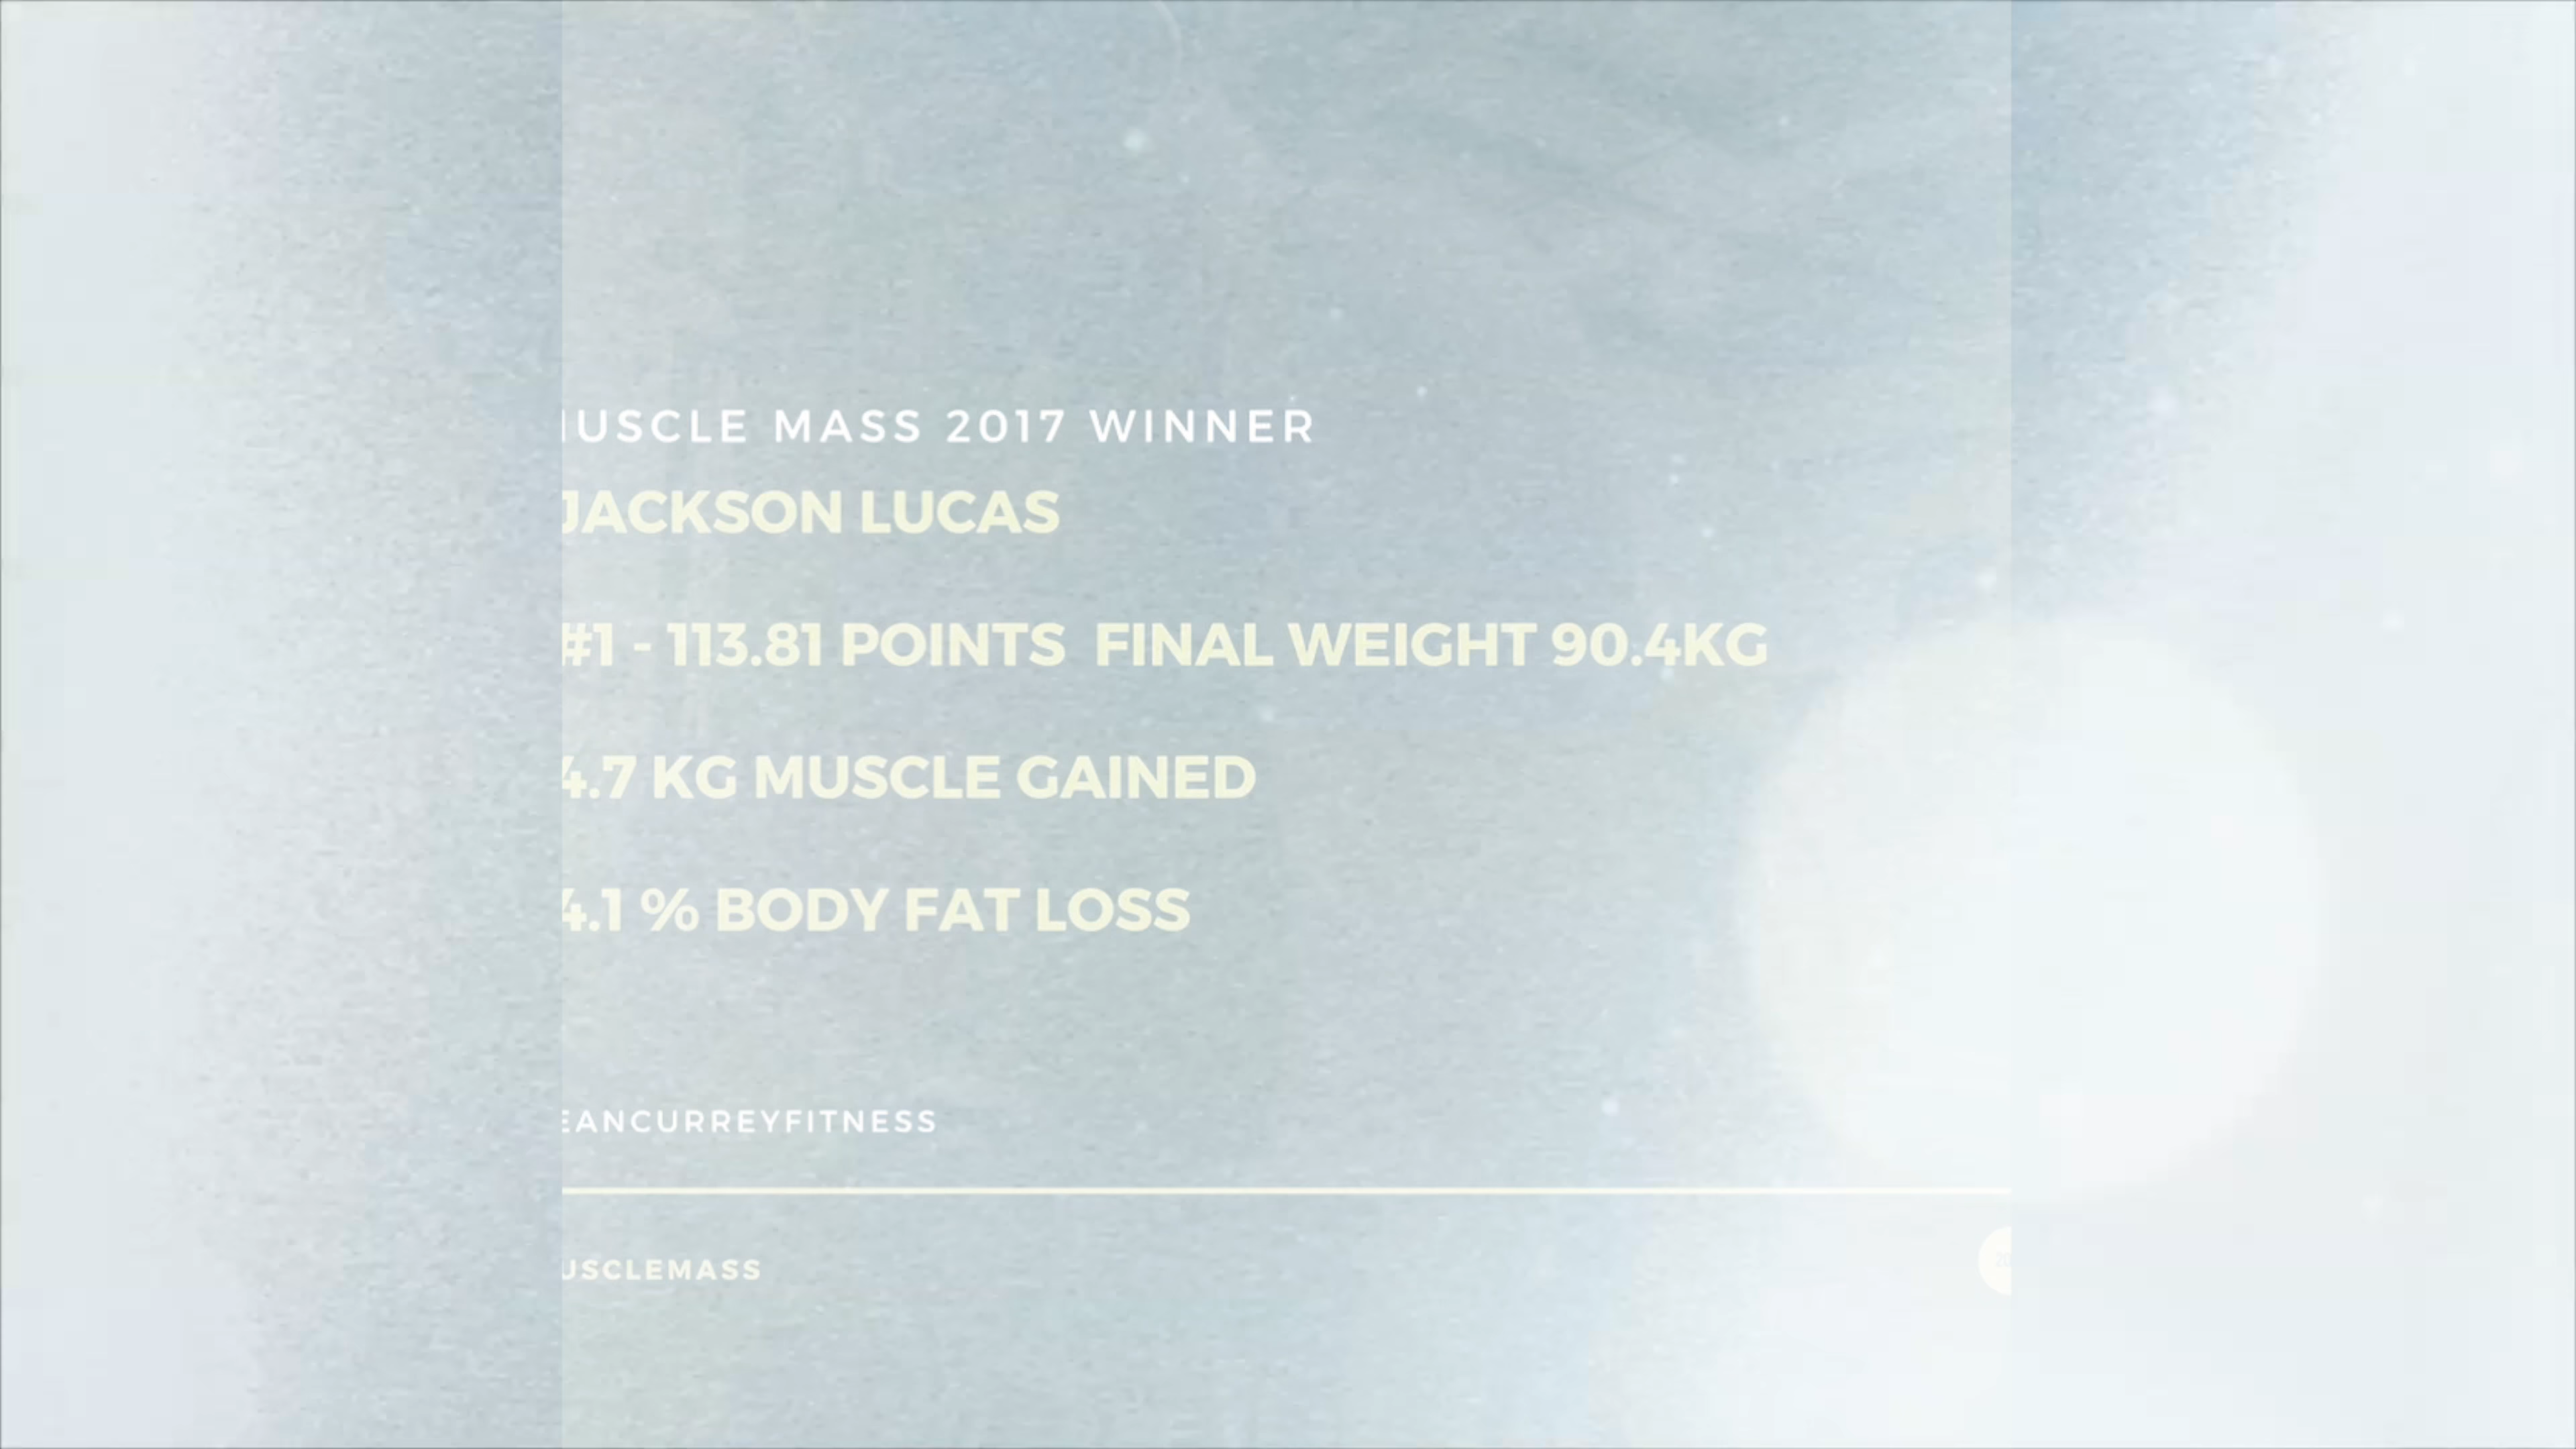 MUSCLE MASS 2017 WINNER
JACKSON LUCAS
#1 - 113.81 POINTS FINAL WEIGHT 90.4KG
4.7 KG MUSCLE GAINED
4.1 % BODY FAT LOSS
EANCURREYFITNESS
USCLEMASS